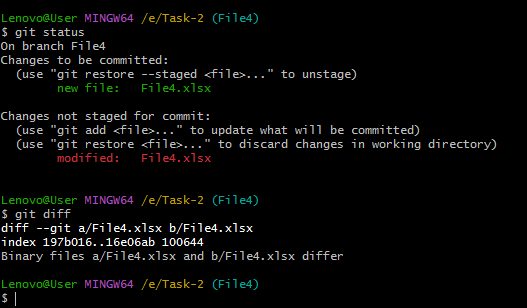 Lenovo@User MINGW64 /e/Task-2 (File4)
$ git status
On branch File4
Changes to be committed:
  (use "git restore --staged <file>..." to unstage)
        new file:   File4.xlsx

Changes not staged for commit:
  (use "git add <file>..." to update what will be committed)
  (use "git restore <file>..." to discard changes in working directory)
        modified:   File4.xlsx


Lenovo@User MINGW64 /e/Task-2 (File4)
$ git diff
diff --git a/File4.xlsx b/File4.xlsx
index 197b016..16e06ab 100644
Binary files a/File4.xlsx and b/File4.xlsx differ

Lenovo@User MINGW64 /e/Task-2 (File4)
$